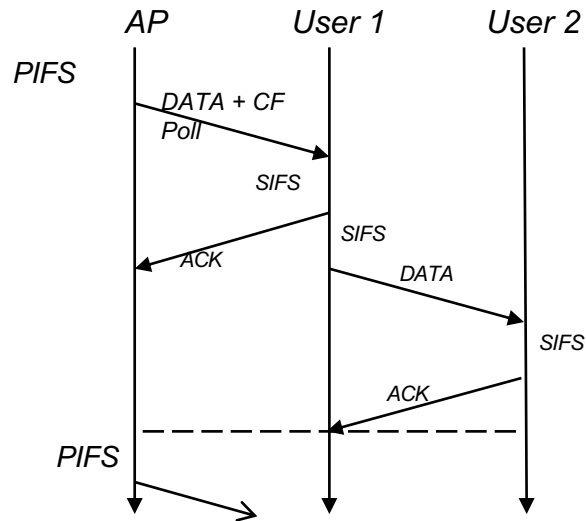 AP User 1 User 2
PIFS
DATA + CF
Poll
SIFS
SIFS
ACK
DATA
SIFS
ACK
PIFS